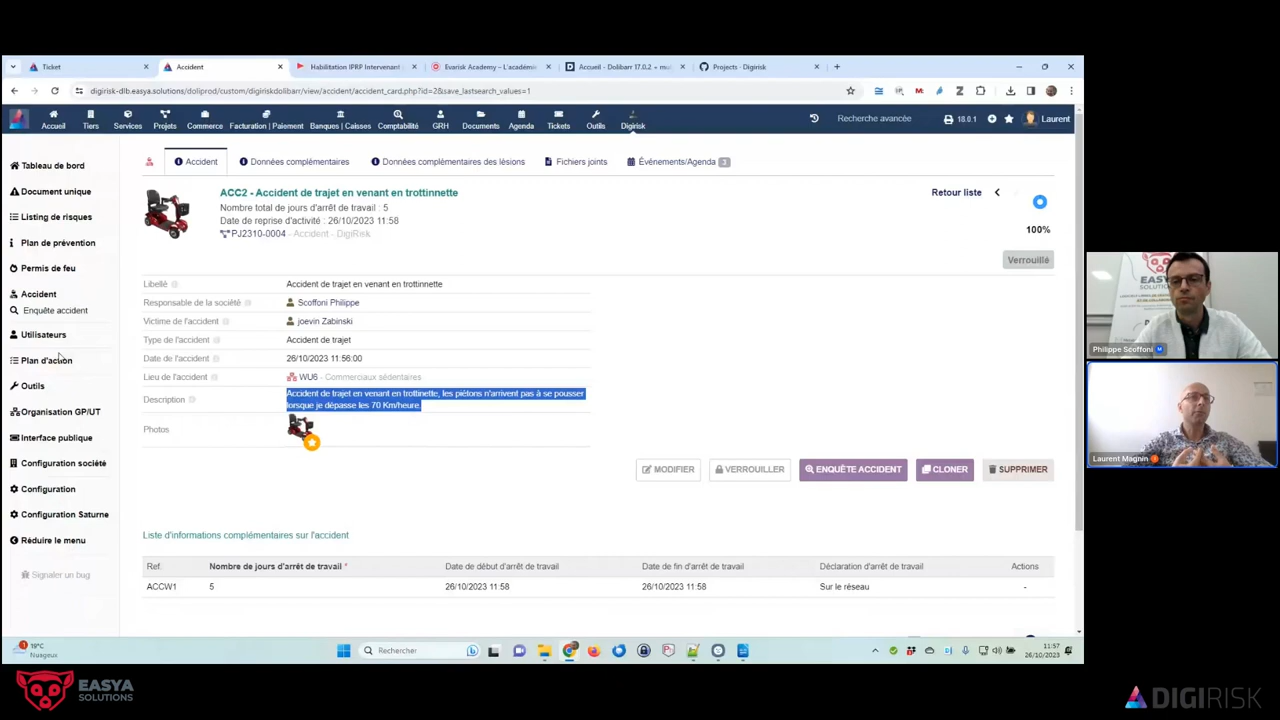 Ticket
Accident
Habilitation IPRP Intervenant
Evarisk Academy – L'académi
Accueil - Dolibarr 17.0.2 + mu
Projects · Digirisk
digirisk-dlb.easya.solutions/doliprod/custom/digiriskdolibarr/view/accident/accident_card.php?id=2&save_lastsearch_values=1
Accueil
Tiers
Services
Projets
Commerce
Facturation | Paiement
Banques | Caisses
Comptabilité
GRH
Documents
Agenda
Tickets
Outils
Digirisk
Recherche avancée
18.0.1
Laurent
Tableau de bord
Document unique
Listing de risques
Plan de prévention
Permis de feu
Accident
Enquête accident
Utilisateurs
Plan d'action
Outils
Organisation GP/UT
Interface publique
Configuration société
Configuration
Configuration Saturne
Réduire le menu
Signaler un bug
Accident
Données complémentaires
Données complémentaires des lésions
Fichiers joints
Événements/Agenda 3
ACC2 - Accident de trajet en venant en trottinnette
Nombre total de jours d'arrêt de travail : 5
Date de reprise d'activité : 26/10/2023 11:58
PJ2310-0004 - Accident - DigiRisk
Retour liste
100%
Verrouillé
Libellé Accident de trajet en venant en trottinnette
Responsable de la société Scoffoni Philippe
Victime de l'accident joevin Zabinski
Type de l'accident Accident de trajet
Date de l'accident 26/10/2023 11:56:00
Lieu de l'accident WU6 - Commerciaux sédentaires
Description Accident de trajet en venant en trottinette, les piétons n'arrivent pas à se pousser
lorsque je dépasse les 70 Km/heure.
Photos
MODIFIER VERROUILLER ENQUÊTE ACCIDENT CLONER SUPPRIMER
Liste d'informations complémentaires sur l'accident
Ref. Nombre de jours d'arrêt de travail * Date de début d'arrêt de travail Date de fin d'arrêt de travail Déclaration d'arrêt de travail Actions
ACCW1 5 26/10/2023 11:58 26/10/2023 11:58 Sur le réseau -
19°C
Nuageux
Rechercher
11:57
26/10/2023
EASYA
Philippe Scoffoni
Laurent Magnin
EASYA
SOLUTIONS
DIGIRISK